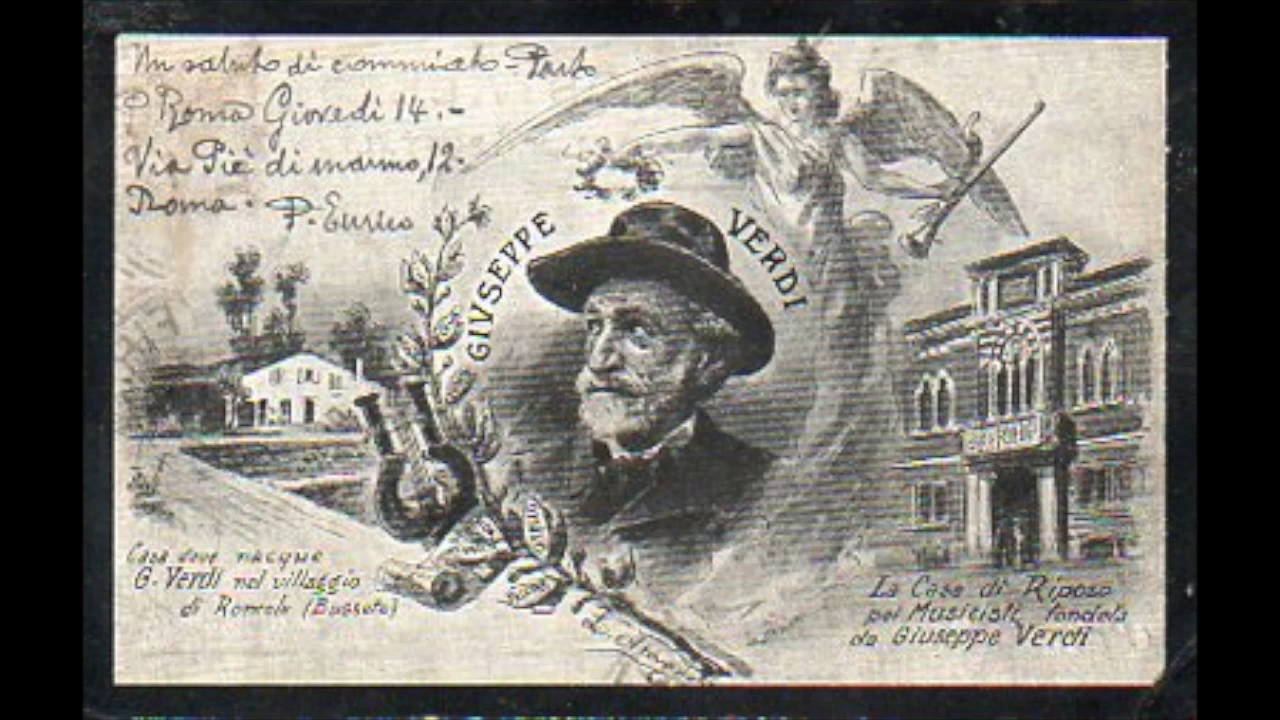 Un saluto di commiato - Parto
Roma Giovedì 14. -
Via Piè di marmo, 12.
Roma. P. Enrico
GIUSEPPE VERDI
Casa dove nacque
G. Verdi nel villaggio
di Roncole (Busseto)
La Casa di Riposo
pei Musicisti fondata
da Giuseppe Verdi